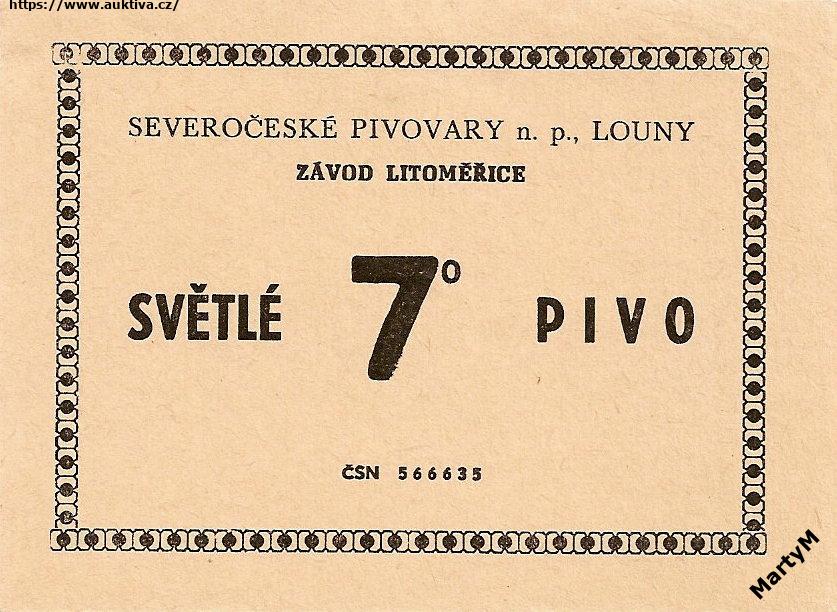 https://www.auktiva.cz/
SEVEROČESKÉ PIVOVARY n. p., LOUNY
ZÁVOD LITOMĚŘICE
SVĚTLÉ 7° PIVO
ČSN 566635
MartyM